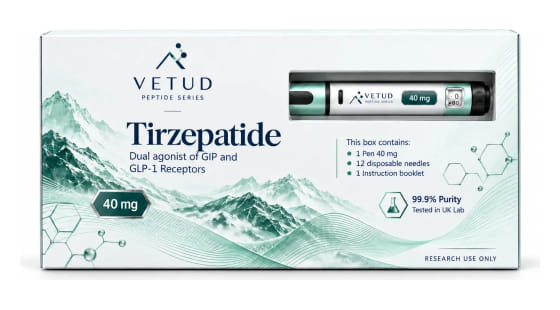 VETUD
PEPTIDE SERIES
VETUD
PEPTIDE SERIES
40 mg
0
Tirzepatide
Dual agonist of GIP and
GLP-1 Receptors
40 mg
This box contains:
• 1 Pen 40 mg
• 12 disposable needles
• 1 Instruction booklet
99.9% Purity
Tested in UK Lab
RESEARCH USE ONLY